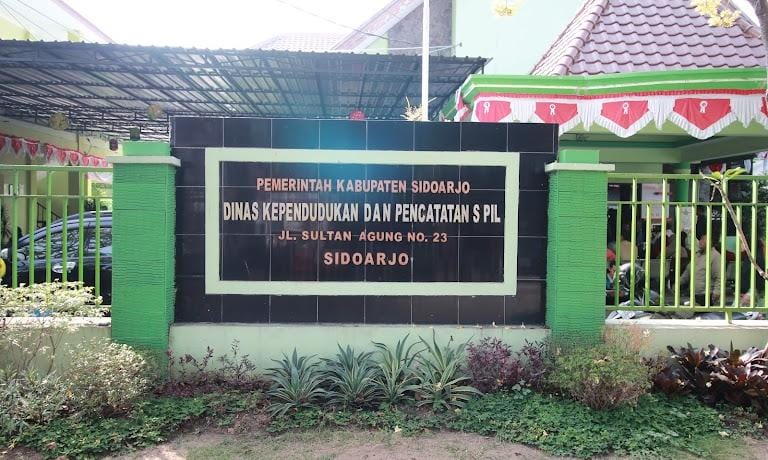 PEMERINTAH KABUPATEN SIDOARJO
DINAS KEPENDUDUKAN DAN PENCATATAN S PIL
JL. SULTAN AGUNG NO. 23
SIDOARJO